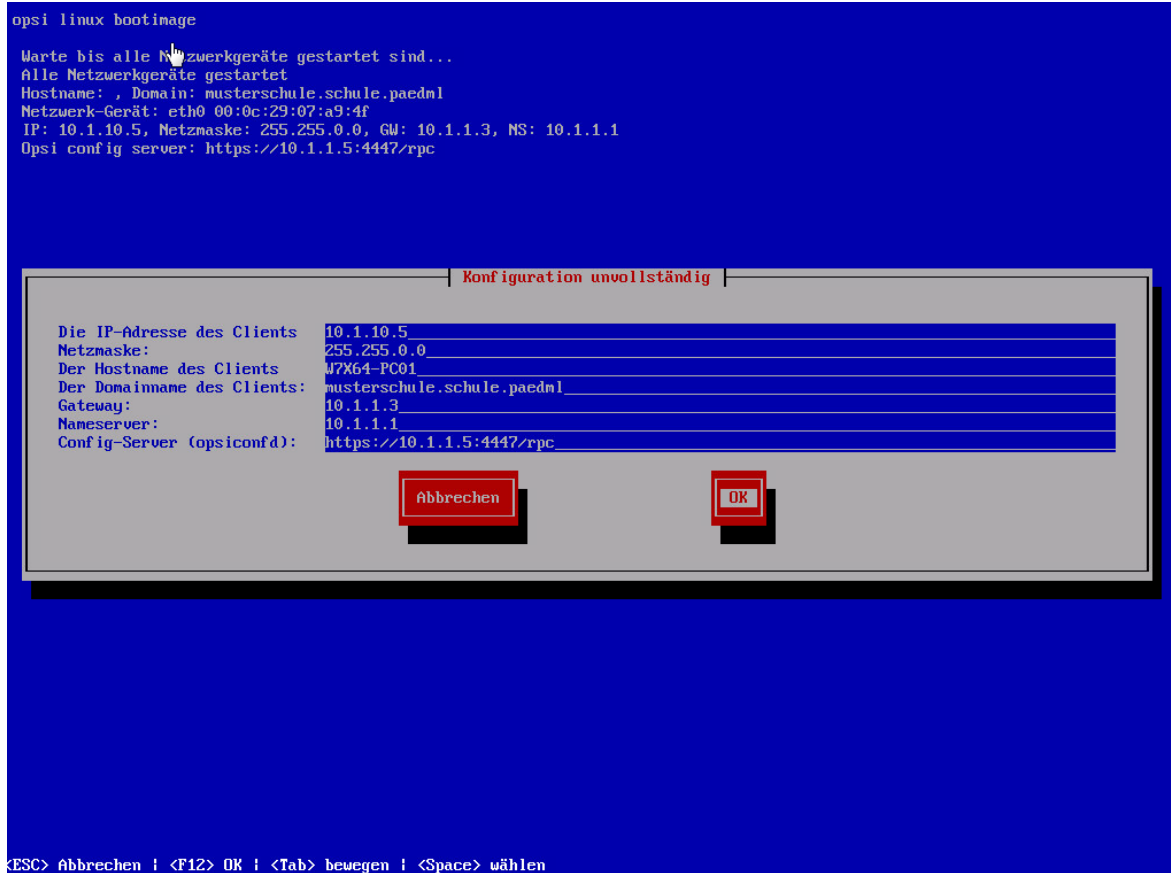 opsi linux bootimage
Warte bis alle Netzwerkgeräte gestartet sind...
Alle Netzwerkgeräte gestartet
Hostname: , Domain: musterschule.schule.paedml
Netzwerk-Gerät: eth0 00:0c:29:07:a9:4f
IP: 10.1.10.5, Netzmaske: 255.255.0.0, GW: 10.1.1.3, NS: 10.1.1.1
Opsi config server: https://10.1.1.5:4447/rpc
Konfiguration unvollständig
Die IP-Adresse des Clients 10.1.10.5
Netzmaske: 255.255.0.0
Der Hostname des Clients W7X64-PC01
Der Domainname des Clients: musterschule.schule.paedml
Gateway: 10.1.1.3
Nameserver: 10.1.1.1
Config-Server (opsiconfd): https://10.1.1.5:4447/rpc
Abbrechen OK
<ESC> Abbrechen | <F12> OK | <Tab> bewegen | <Space> wählen